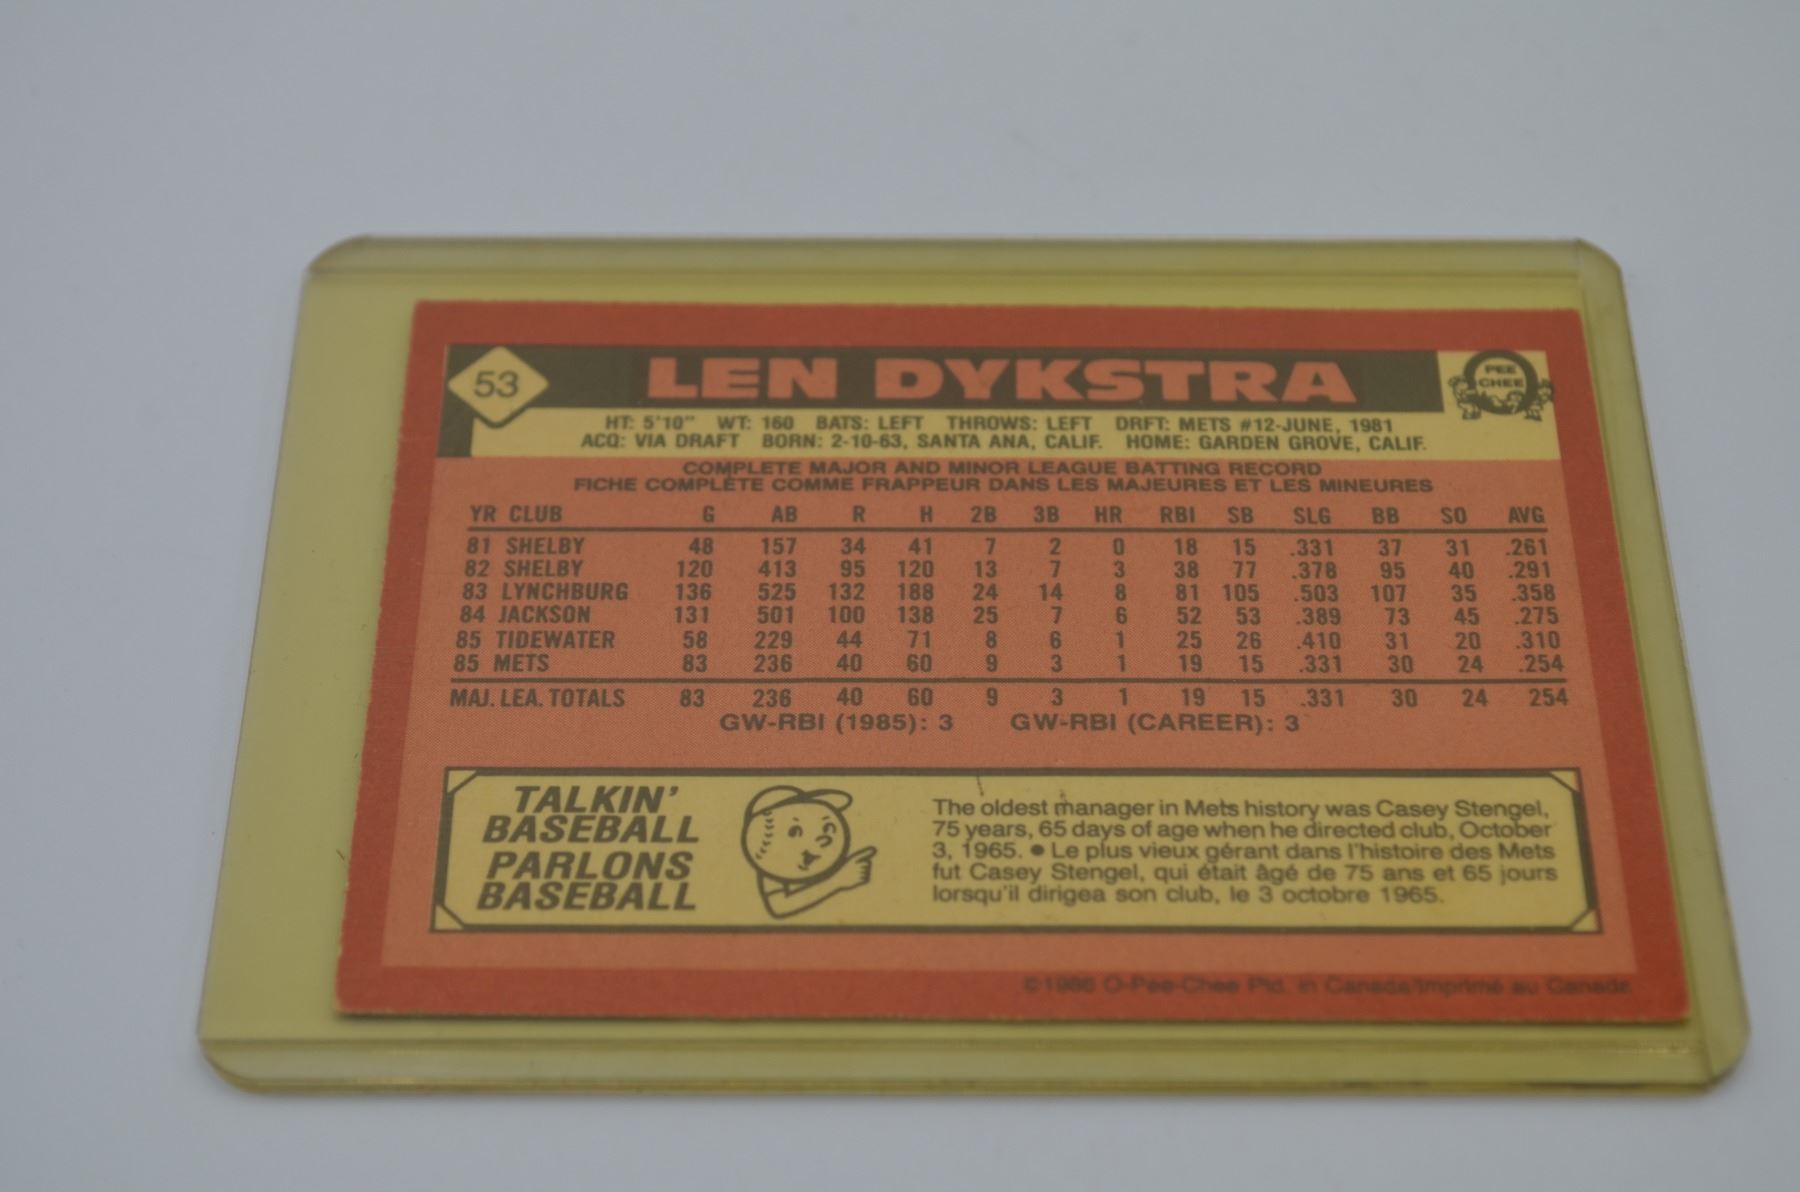 53 LEN DYKSTRA PEE CHEE
HT: 5'10" WT: 160 BATS: LEFT THROWS: LEFT DRFT: METS #12-JUNE, 1981
ACQ: VIA DRAFT BORN: 2-10-63, SANTA ANA, CALIF. HOME: GARDEN GROVE, CALIF.
COMPLETE MAJOR AND MINOR LEAGUE BATTING RECORD
FICHE COMPLÈTE COMME FRAPPEUR DANS LES MAJEURES ET LES MINEURES
YR CLUB G AB R H 2B 3B HR RBI SB SLG BB SO AVG
81 SHELBY 48 157 34 41 7 2 0 18 15 .331 37 31 .261
82 SHELBY 120 413 95 120 13 7 3 38 77 .378 95 40 .291
83 LYNCHBURG 136 525 132 188 24 14 8 81 105 .503 107 35 .358
84 JACKSON 131 501 100 138 25 7 6 52 53 .389 73 45 .275
85 TIDEWATER 58 229 44 71 8 6 1 25 26 .410 31 20 .310
85 METS 83 236 40 60 9 3 1 19 15 .331 30 24 .254
MAJ. LEA. TOTALS 83 236 40 60 9 3 1 19 15 .331 30 24 254
GW-RBI (1985): 3 GW-RBI (CAREER): 3
TALKIN'
BASEBALL
PARLONS
BASEBALL
The oldest manager in Mets history was Casey Stengel,
75 years, 65 days of age when he directed club, October
3, 1965. ● Le plus vieux gérant dans l'histoire des Mets
fut Casey Stengel, qui était âgé de 75 ans et 65 jours
lorsqu'il dirigea son club, le 3 octobre 1965.
©1986 O-Pee-Chee Ptd. in Canada/Imprimé au Canada